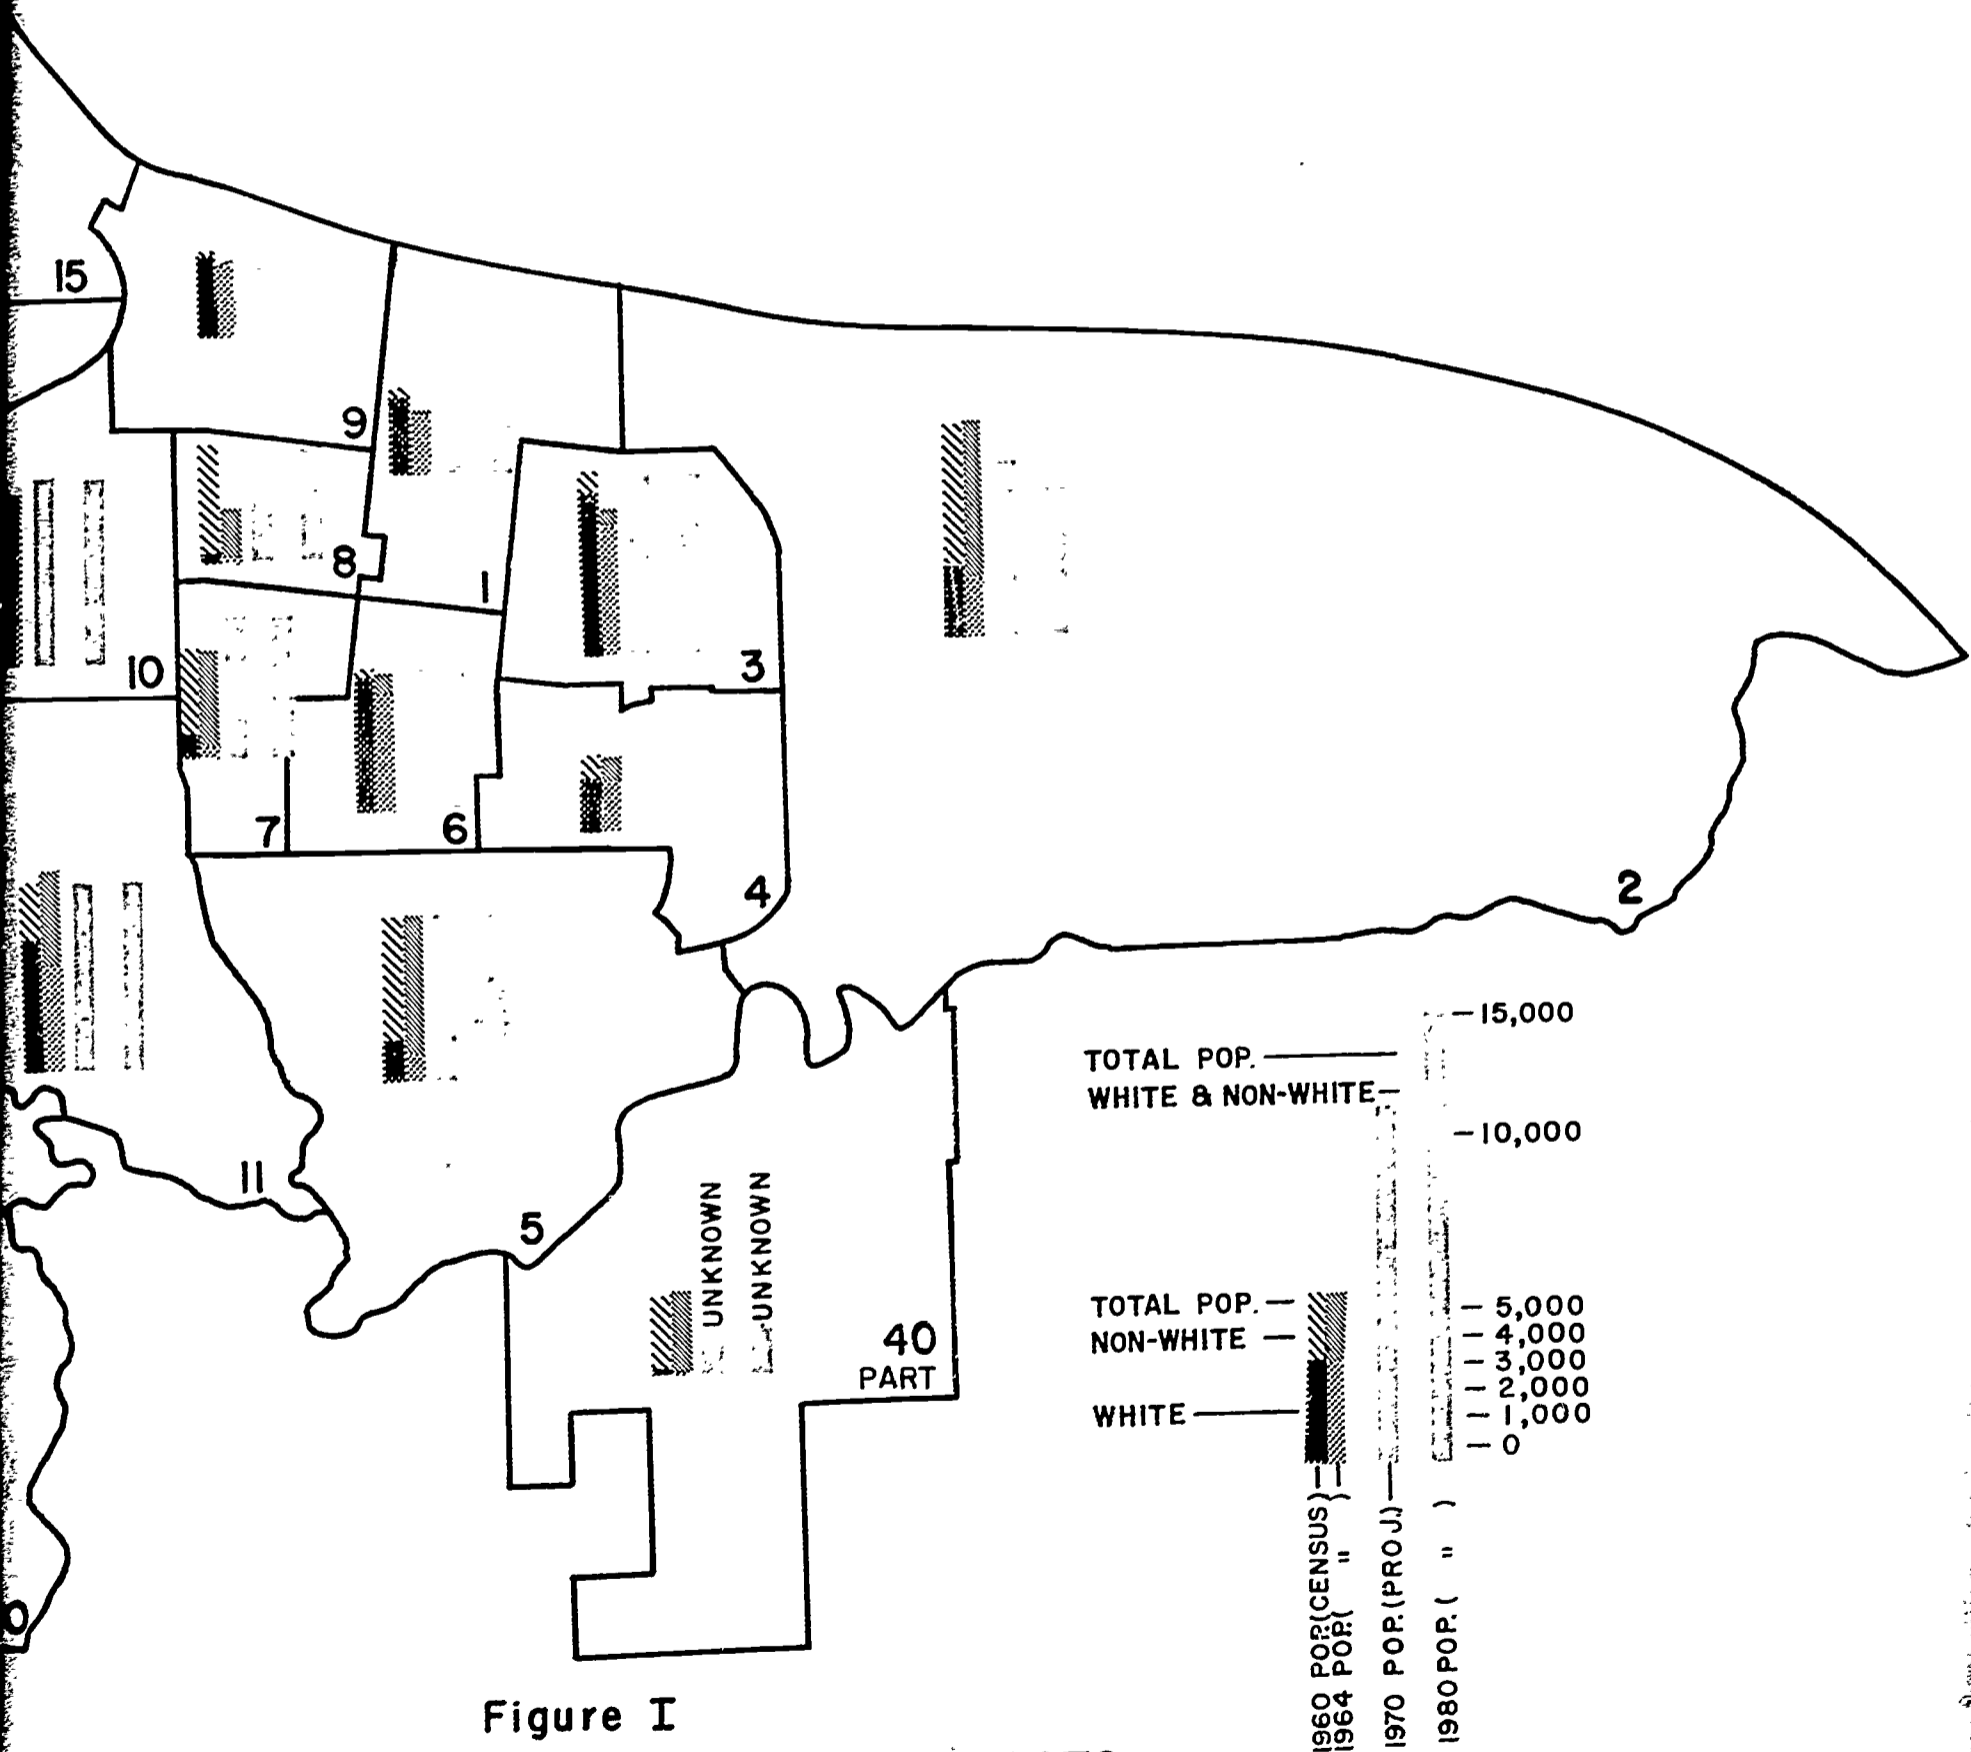 15
9
8
1
10
3
7
6
4
2
11
5
UNKNOWN
UNKNOWN
40
PART
TOTAL POP.
WHITE & NON-WHITE
TOTAL POP.
NON-WHITE
WHITE
15,000
10,000
5,000
4,000
3,000
2,000
1,000
0
1960 POP.(CENSUS)
1964 POP.( " )
1970 POP.(PROJ.)
1980 POP.( " )
Figure I